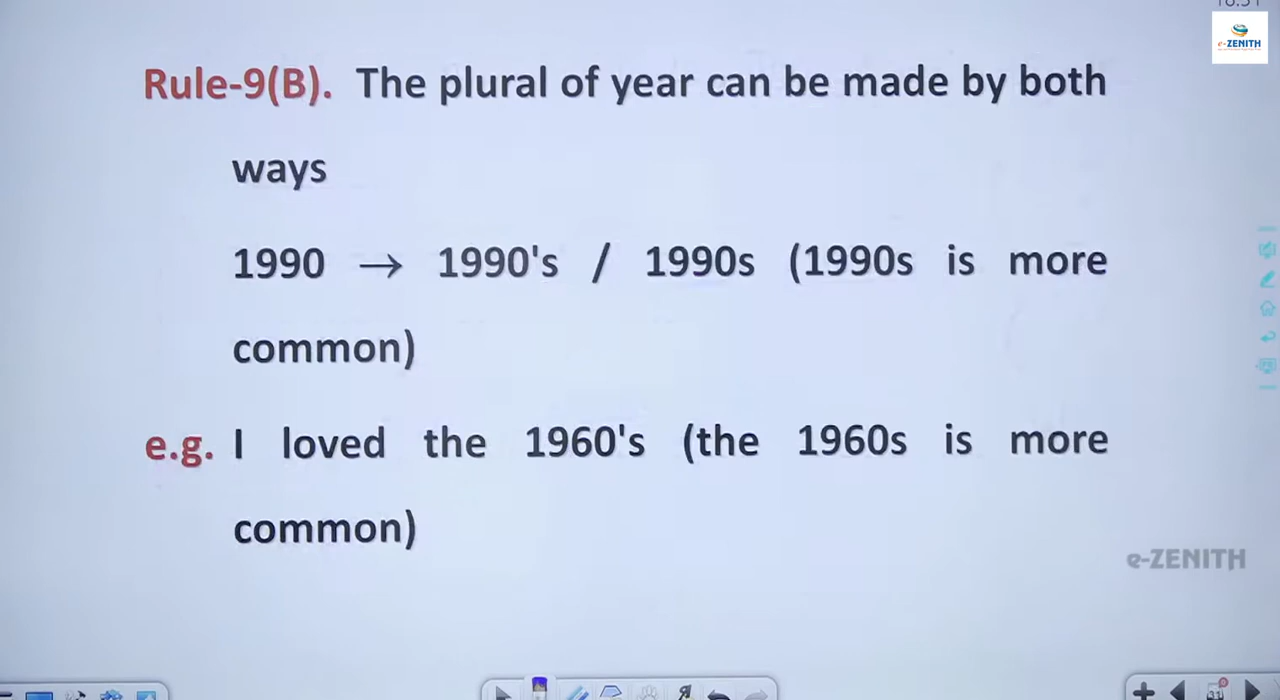 e-ZENITH
Rule-9(B). The plural of year can be made by both
ways
1990 → 1990's / 1990s (1990s is more
common)
e.g. I loved the 1960's (the 1960s is more
common)
e-ZENITH